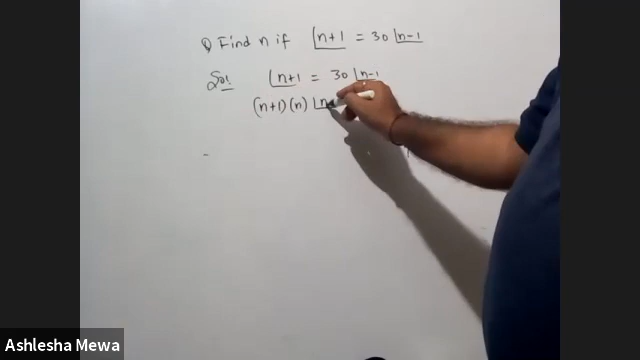 Q Find n if ⌊n+1 = 30 ⌊n-1
Sol ⌊n+1 = 30 ⌊n-1
(n+1) (n) ⌊n
Ashlesha Mewa